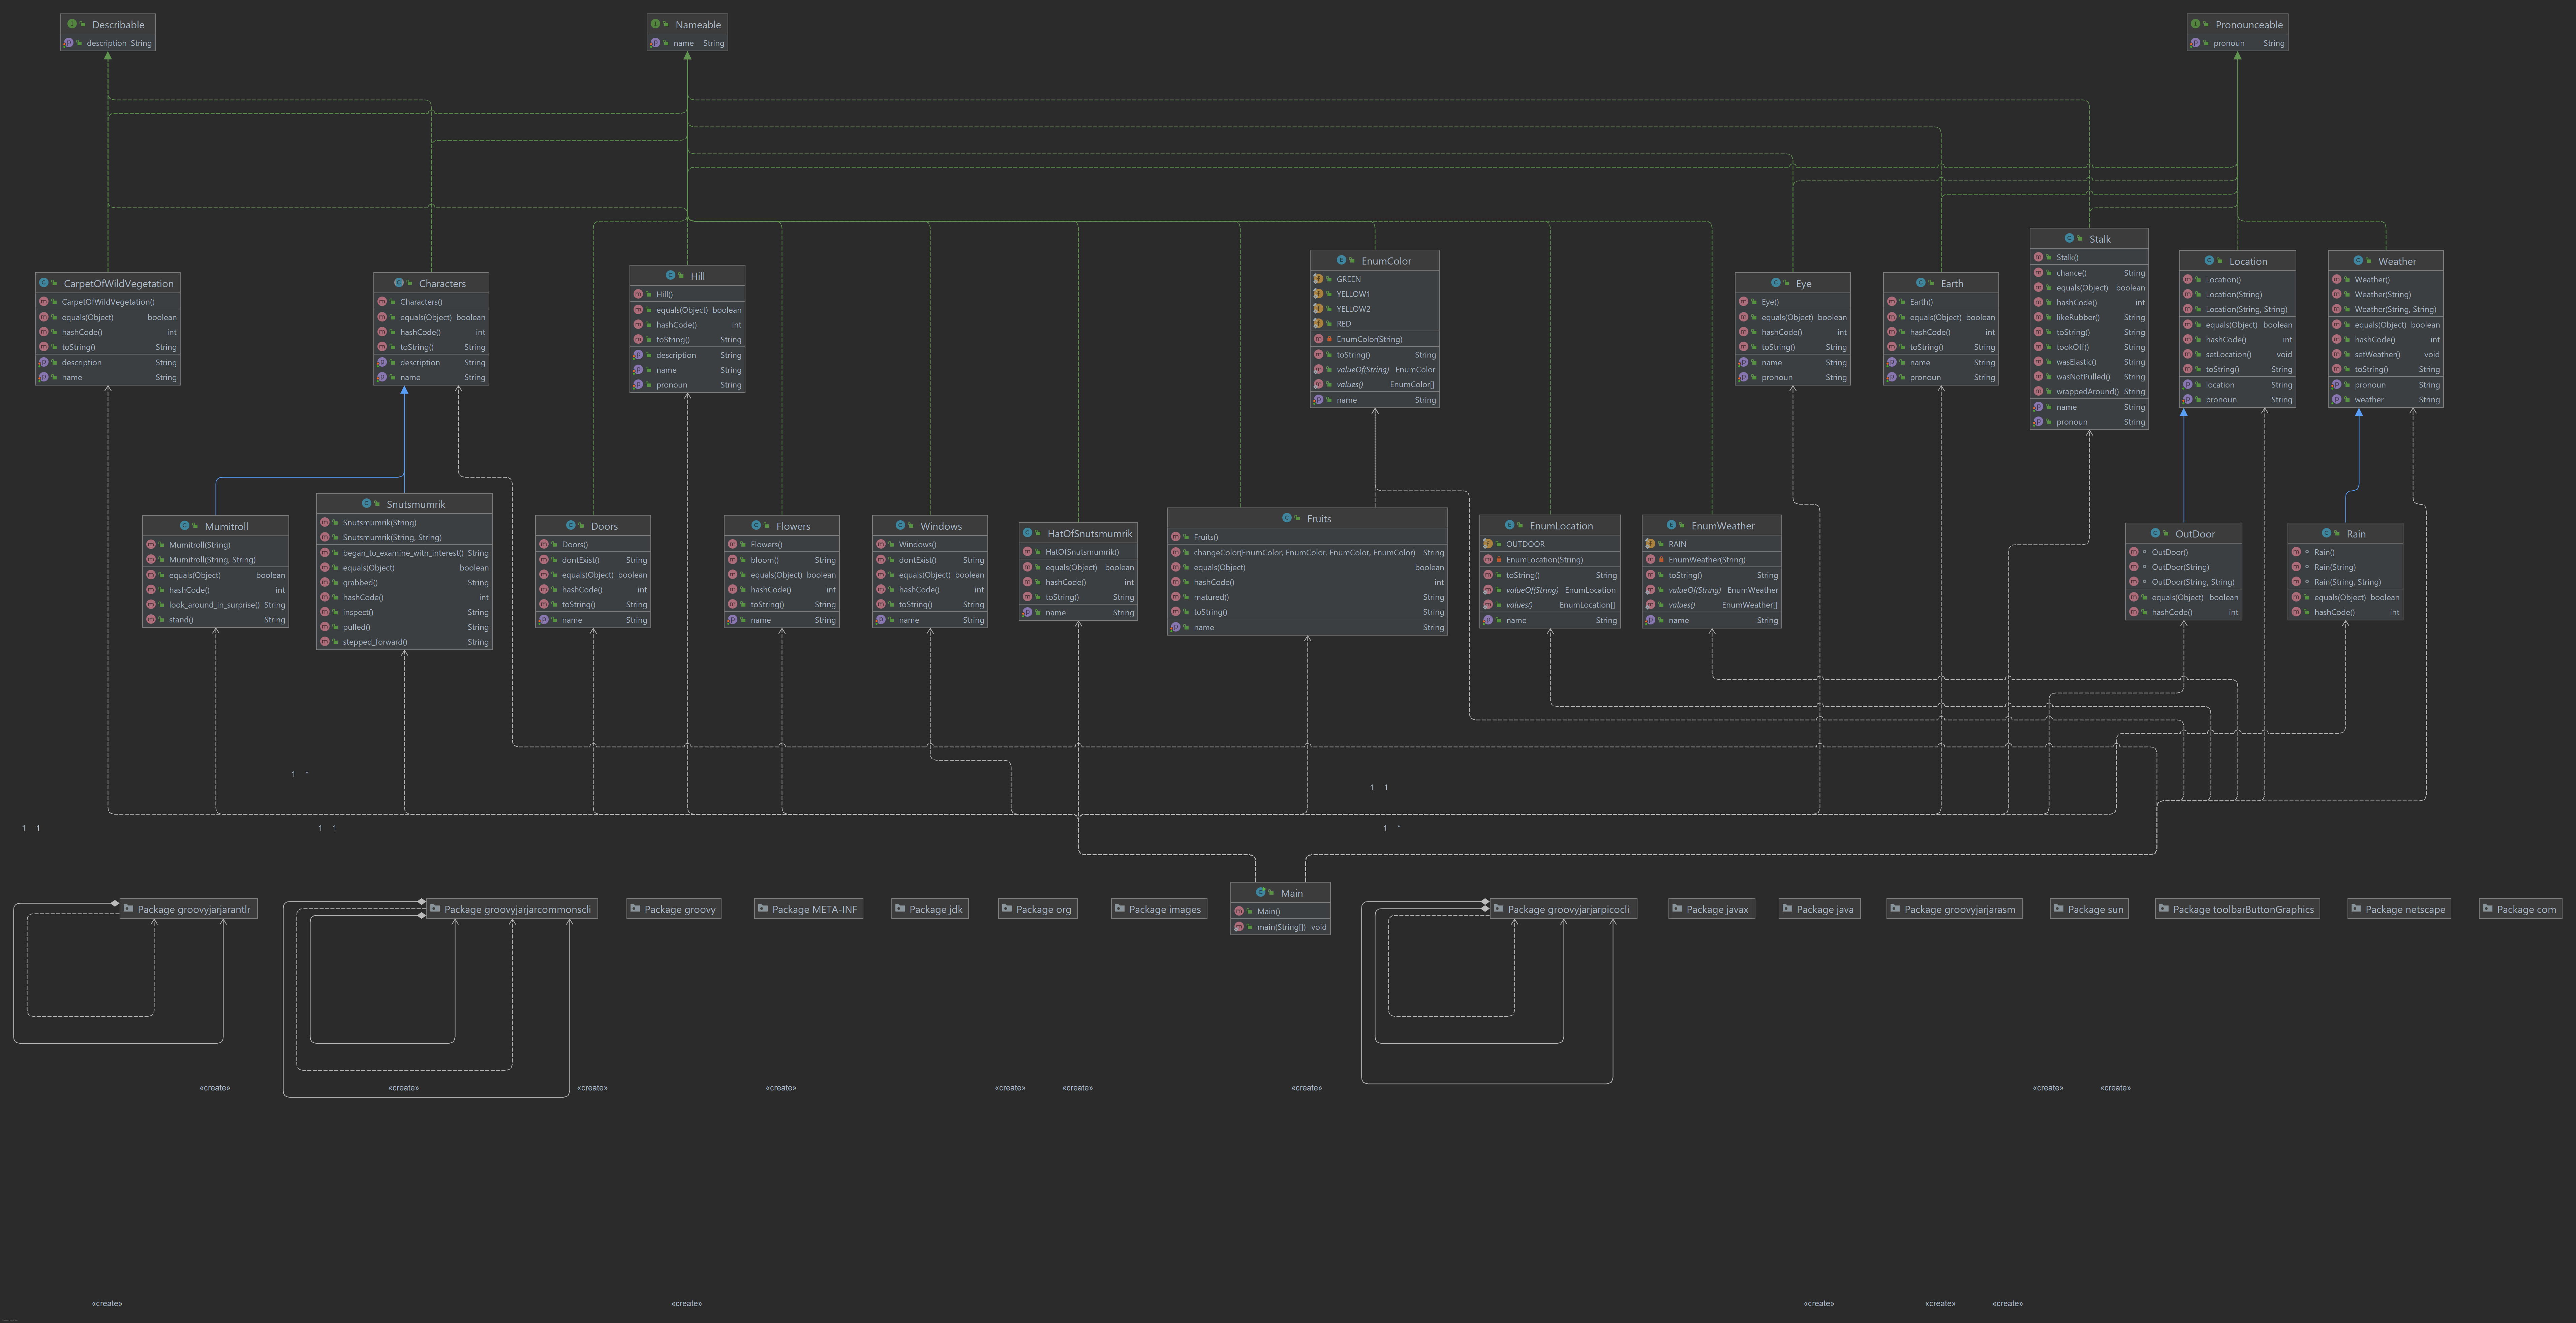 Describable
description String
Nameable
name String
Pronounceable
pronoun String
CarpetOfWildVegetation
CarpetOfWildVegetation()
equals(Object) boolean
hashCode() int
toString() String
description String
name String
Characters
Characters()
equals(Object) boolean
hashCode() int
toString() String
description String
name String
Hill
Hill()
equals(Object) boolean
hashCode() int
toString() String
description String
name String
pronoun String
EnumColor
GREEN
YELLOW1
YELLOW2
RED
EnumColor(String)
toString() String
valueOf(String) EnumColor
values() EnumColor[]
name String
Eye
Eye()
equals(Object) boolean
hashCode() int
toString() String
name String
pronoun String
Earth
Earth()
equals(Object) boolean
hashCode() int
toString() String
name String
pronoun String
Stalk
Stalk()
chance() String
equals(Object) boolean
hashCode() int
likeRubber() String
toString() String
tookOff() String
wasElastic() String
wasNotPulled() String
wrappedAround() String
name String
pronoun String
Location
Location()
Location(String)
Location(String, String)
equals(Object) boolean
hashCode() int
setLocation() void
toString() String
location String
pronoun String
Weather
Weather()
Weather(String)
Weather(String, String)
equals(Object) boolean
hashCode() int
setWeather() void
toString() String
pronoun String
weather String
Mumitroll
Mumitroll(String)
Mumitroll(String, String)
equals(Object) boolean
hashCode() int
look_around_in_surprise() String
stand() String
Snutsmumrik
Snutsmumrik(String)
Snutsmumrik(String, String)
began_to_examine_with_interest() String
equals(Object) boolean
grabbed() String
hashCode() int
inspect() String
pulled() String
stepped_forward() String
Doors
Doors()
dontExist() String
equals(Object) boolean
hashCode() int
toString() String
name String
Flowers
Flowers()
bloom() String
equals(Object) boolean
hashCode() int
toString() String
name String
Windows
Windows()
dontExist() String
equals(Object) boolean
hashCode() int
toString() String
name String
HatOfSnutsmumrik
HatOfSnutsmumrik()
equals(Object) boolean
hashCode() int
toString() String
name String
Fruits
Fruits()
changeColor(EnumColor, EnumColor, EnumColor, EnumColor) String
equals(Object) boolean
hashCode() int
matured() String
toString() String
name String
EnumLocation
OUTDOOR
EnumLocation(String)
toString() String
valueOf(String) EnumLocation
values() EnumLocation[]
name String
EnumWeather
RAIN
EnumWeather(String)
toString() String
valueOf(String) EnumWeather
values() EnumWeather[]
name String
OutDoor
OutDoor()
OutDoor(String)
OutDoor(String, String)
equals(Object) boolean
hashCode() int
Rain
Rain()
Rain(String)
Rain(String, String)
equals(Object) boolean
hashCode() int
1 *
1 1
1 1
1 1
1 *
Main
Main()
main(String[]) void
Package groovyjarjarantlr
Package groovyjarjarcommonscli
Package groovy
Package META-INF
Package jdk
Package org
Package images
Package groovyjarjarpicocli
Package javax
Package java
Package groovyjarjarasm
Package sun
Package toolbarButtonGraphics
Package netscape
Package com
«create»
«create»
«create»
«create»
«create»
«create»
«create»
«create»
«create»
«create»
«create»
«create»
«create»
«create»